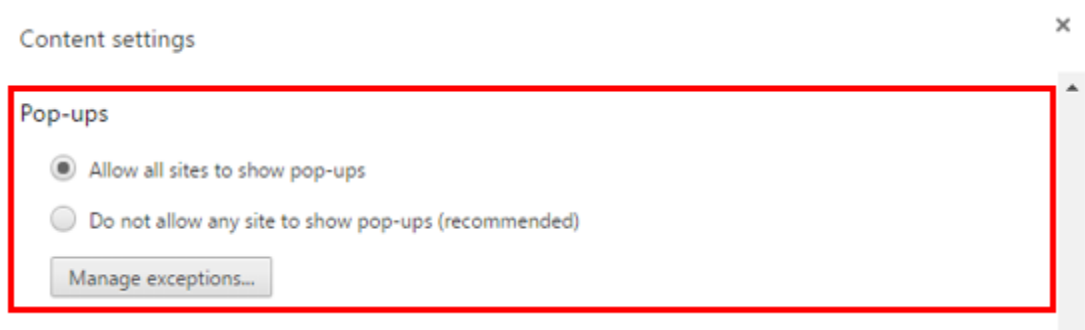 Content settings
Pop-ups
Allow all sites to show pop-ups
Do not allow any site to show pop-ups (recommended)
Manage exceptions...